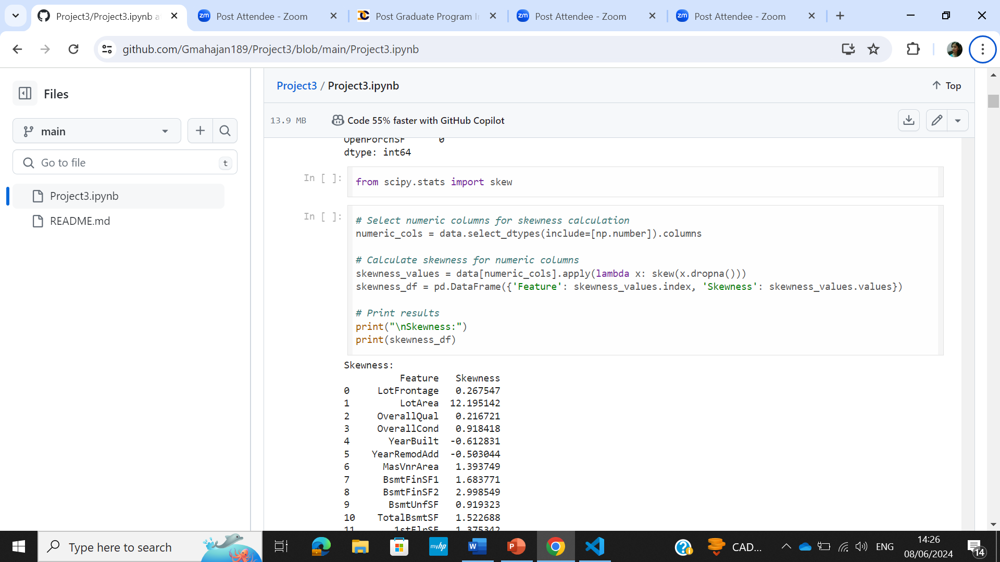 Project3/Project3.ipynb a
Post Attendee - Zoom
Post Graduate Program I
Post Attendee - Zoom
Post Attendee - Zoom
github.com/Gmahajan189/Project3/blob/main/Project3.ipynb
Files
main
Go to file
t
Project3.ipynb
README.md
Project3 / Project3.ipynb
Top
13.9 MB
Code 55% faster with GitHub Copilot
OpenPorchSF 0
dtype: int64
In [ ]:
from scipy.stats import skew
In [ ]:
# Select numeric columns for skewness calculation
numeric_cols = data.select_dtypes(include=[np.number]).columns
# Calculate skewness for numeric columns
skewness_values = data[numeric_cols].apply(lambda x: skew(x.dropna()))
skewness_df = pd.DataFrame({'Feature': skewness_values.index, 'Skewness': skewness_values.values})
# Print results
print("\nSkewness:")
print(skewness_df)
Skewness:
Feature Skewness
0 LotFrontage 0.267547
1 LotArea 12.195142
2 OverallQual 0.216721
3 OverallCond 0.918418
4 YearBuilt -0.612831
5 YearRemodAdd -0.503044
6 MasVnrArea 1.393749
7 BsmtFinSF1 1.683771
8 BsmtFinSF2 2.998549
9 BsmtUnfSF 0.919323
10 TotalBsmtSF 1.522688
11 1stFlrSF 1.375342
Type here to search
myhp
CAD...
ENG
14:26
08/06/2024
14